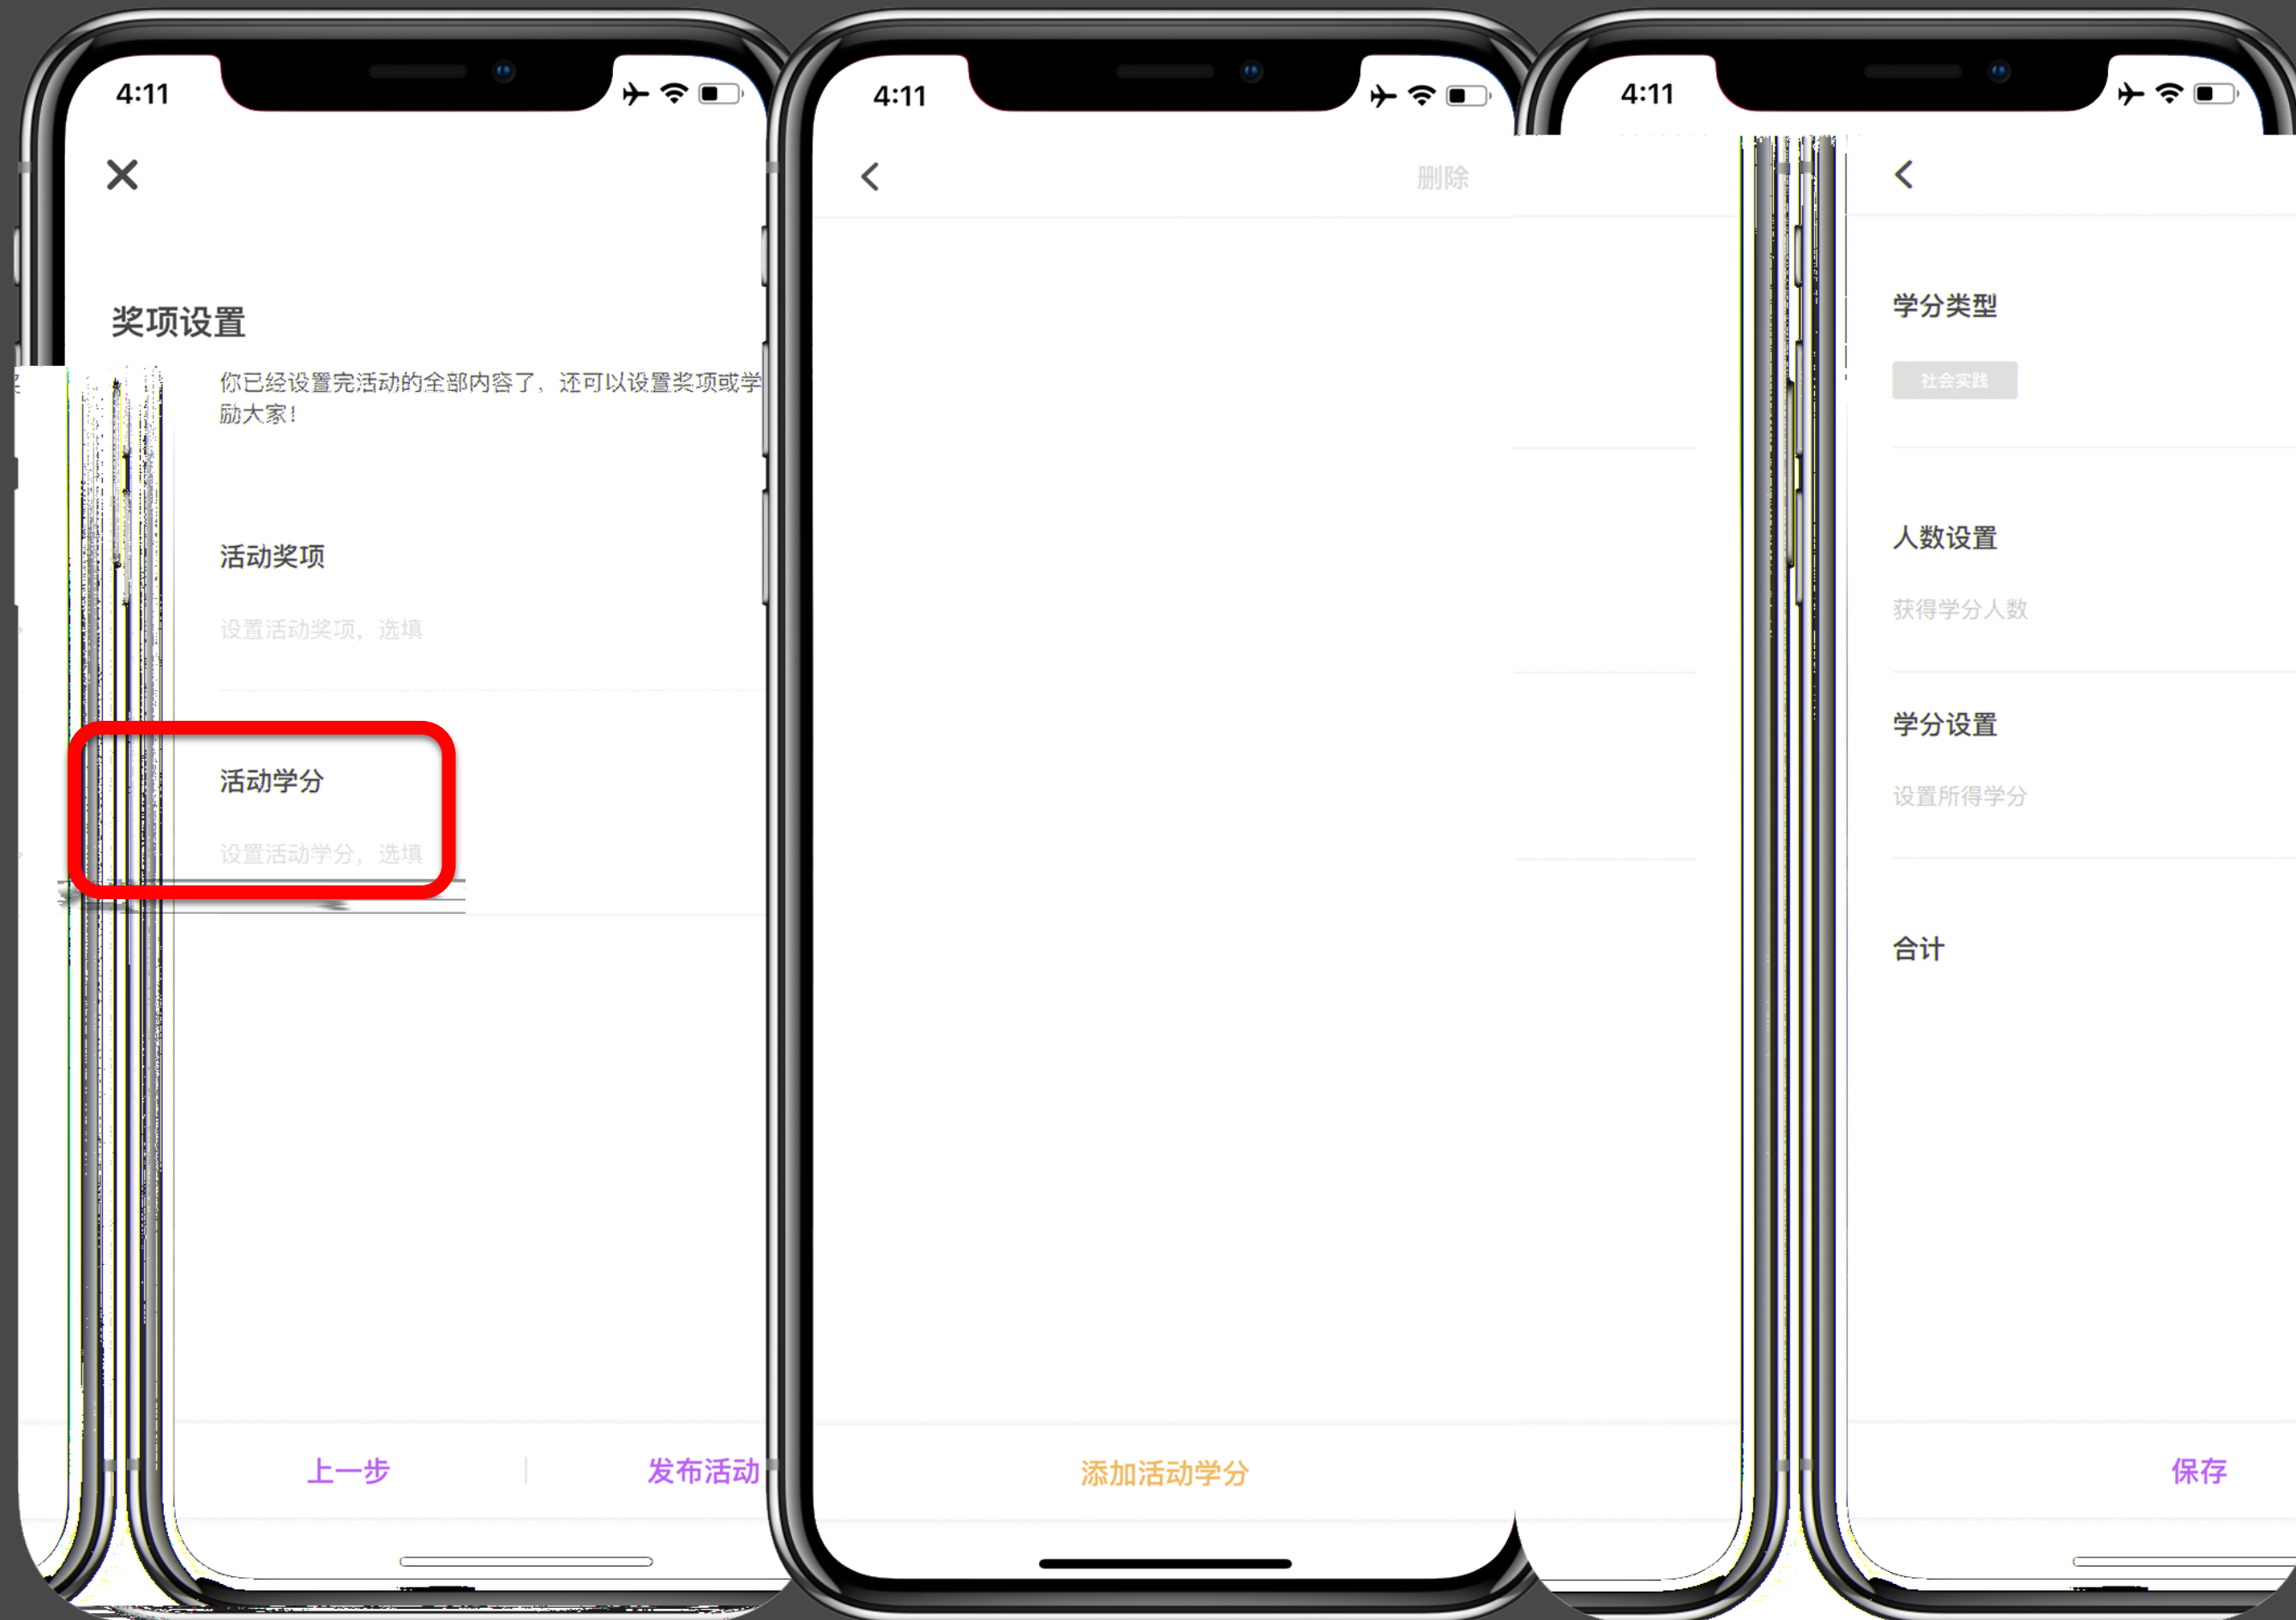 4:11
奖项设置
你已经设置完活动的全部内容了，还可以设置奖项或学
励大家！
活动奖项
设置活动奖项，选填
活动学分
设置活动学分，选填
上一步
发布活动
4:11
删除
添加活动学分
4:11
学分类型
社会实践
人数设置
获得学分人数
学分设置
设置所得学分
合计
保存